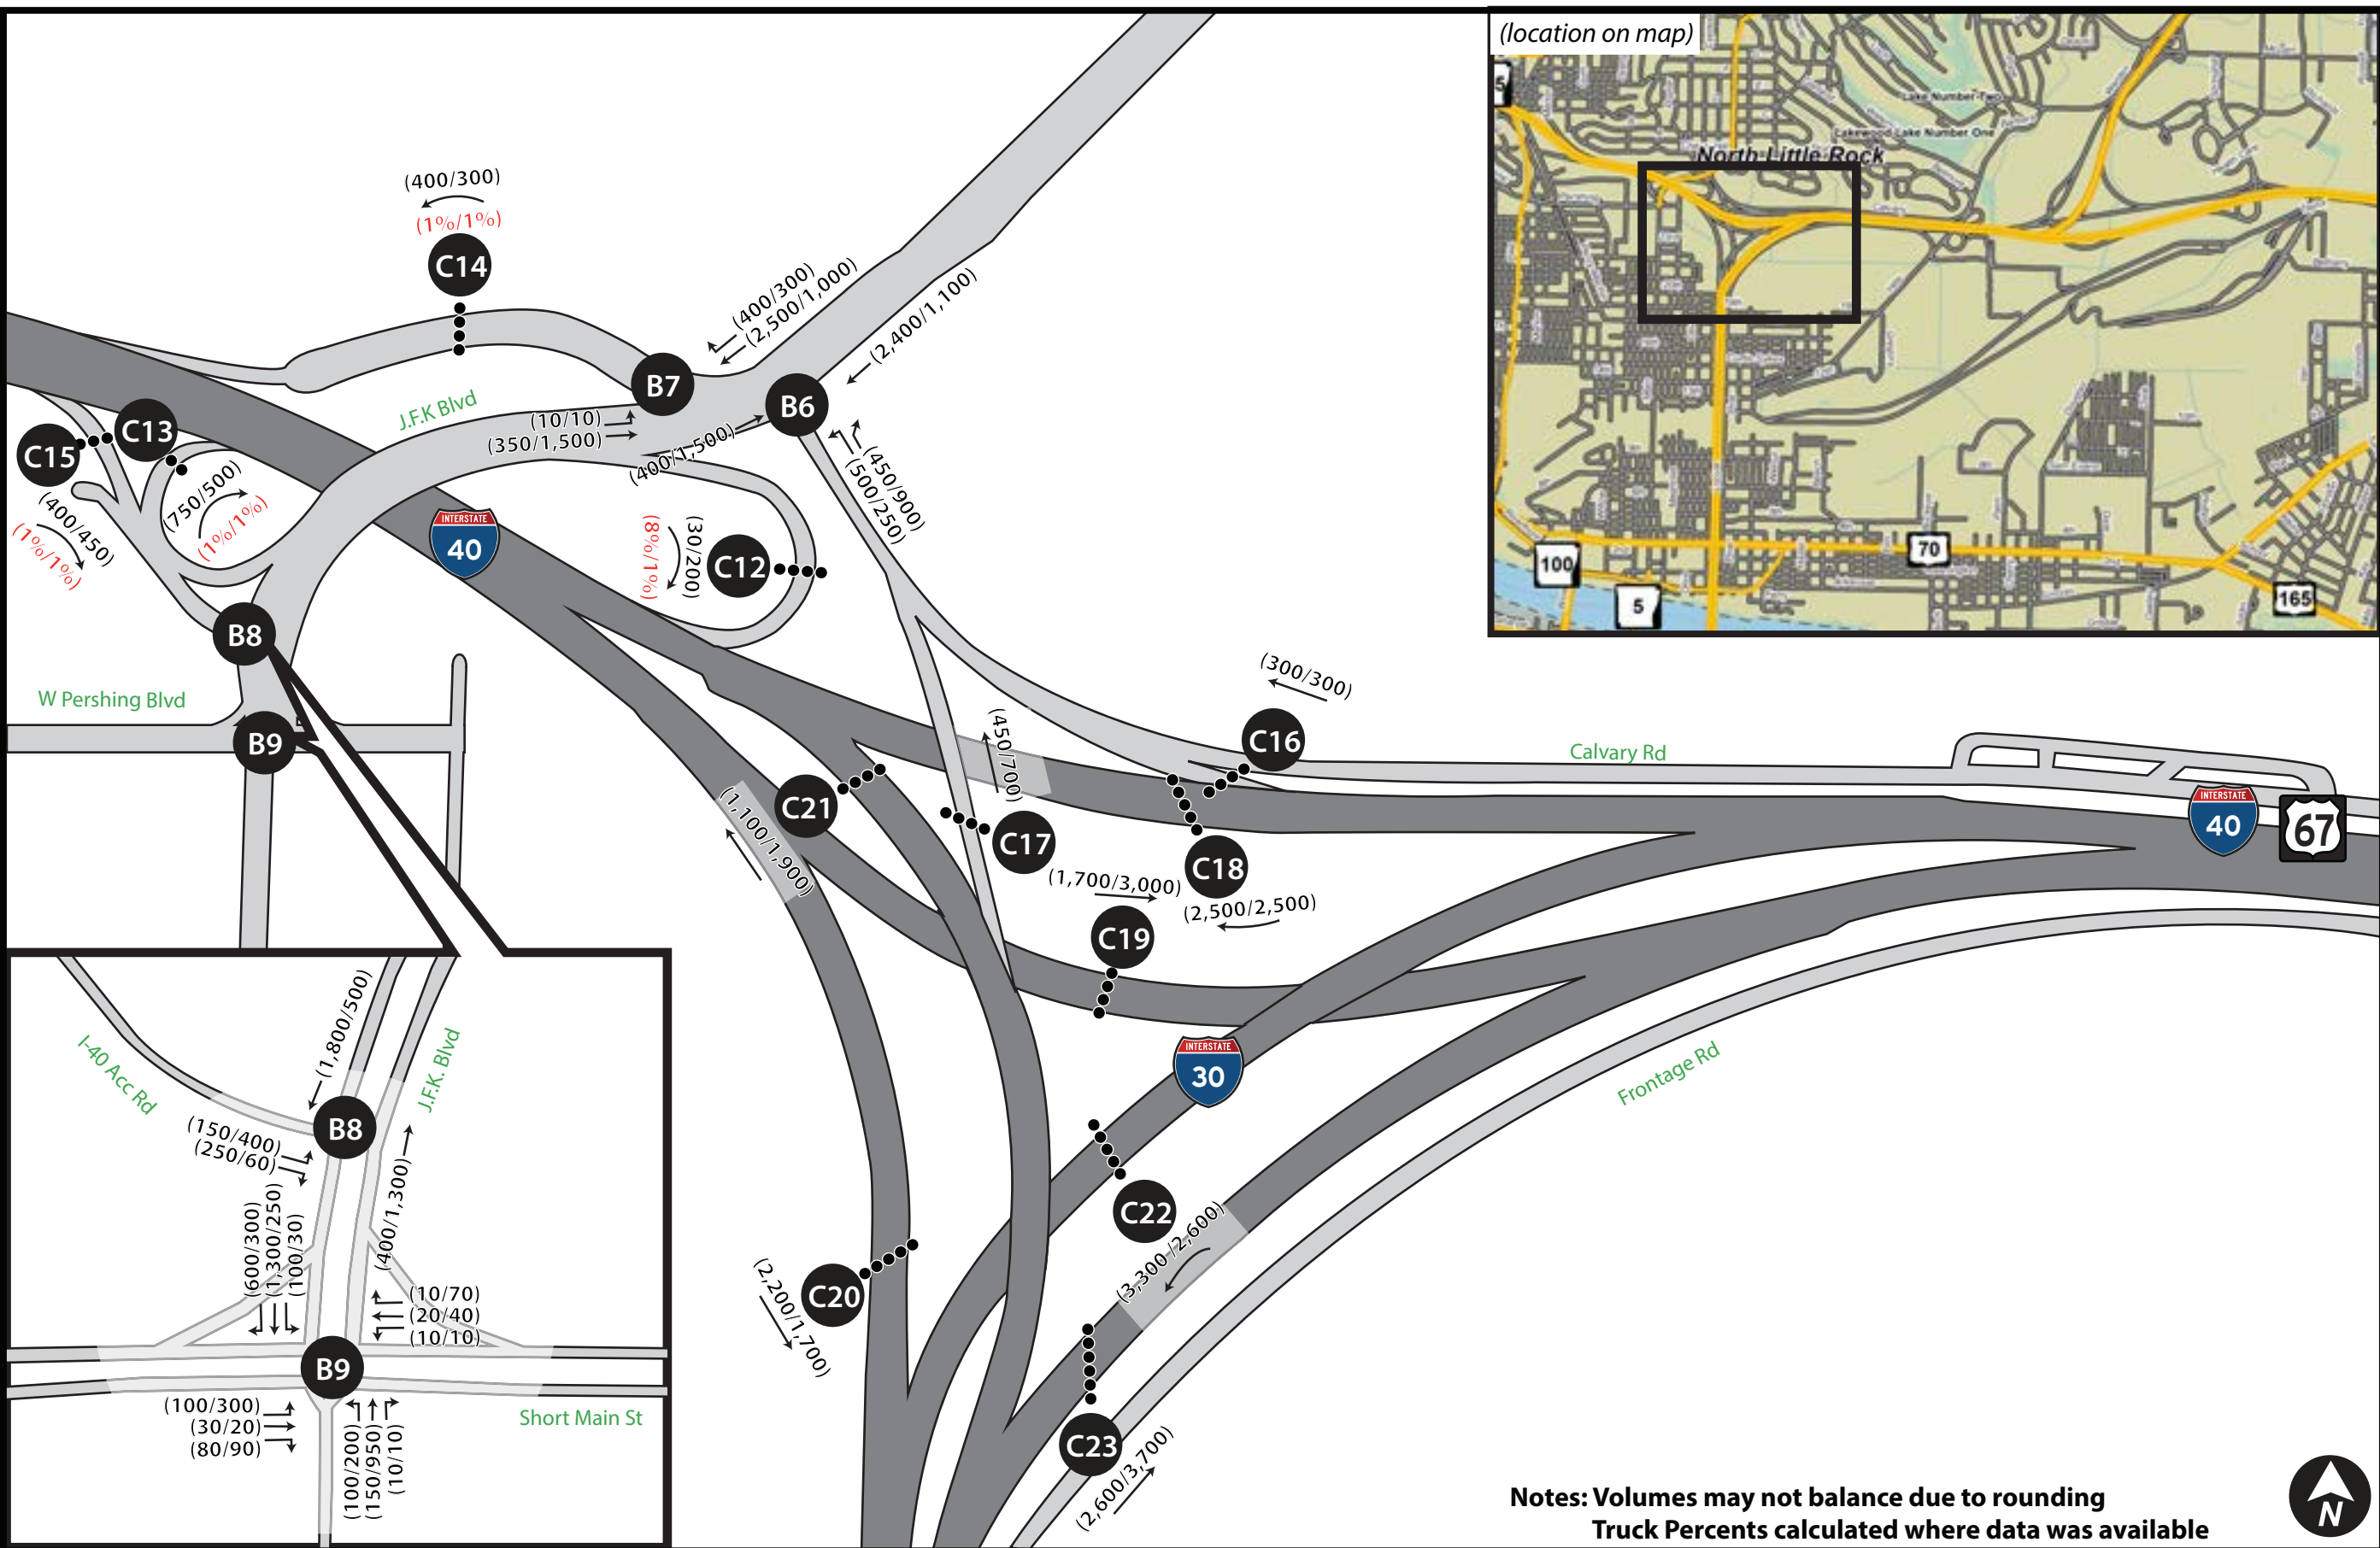 (location on map)
5
Lake Number Two
Lakewood Lake Number One
North Little Rock
100
5
70
165
(400/300)
(1%/1%)
C14
(400/300)
(2,500/1,000)
(2,400/1,100)
B7
B6
J.F.K Blvd
(10/10)
(350/1,500)
(400/1,500)
(450/900)
(500/250)
C13
C15
(750/500)
(1%/1%)
(400/450)
(1%/1%)
INTERSTATE
40
(8%/1%)
(30/200)
C12
B8
W Pershing Blvd
B9
(300/300)
C16
Calvary Rd
(450/700)
C21
C17
C18
(1,100/1,900)
(1,700/3,000)
(2,500/2,500)
C19
INTERSTATE
40
67
INTERSTATE
30
Frontage Rd
C22
(3,300/2,600)
C20
(2,200/1,700)
C23
(2,600/3,700)
I-40 Acc Rd
(1,800/500)
J.F.K. Blvd
B8
(150/400)
(250/60)
(600/300)
(1,300/250)
(100/30)
(400/1,300)
(10/70)
(20/40)
(10/10)
B9
(100/300)
(30/20)
(80/90)
(100/200)
(150/950)
(10/10)
Short Main St
Notes: Volumes may not balance due to rounding
Truck Percents calculated where data was available
N